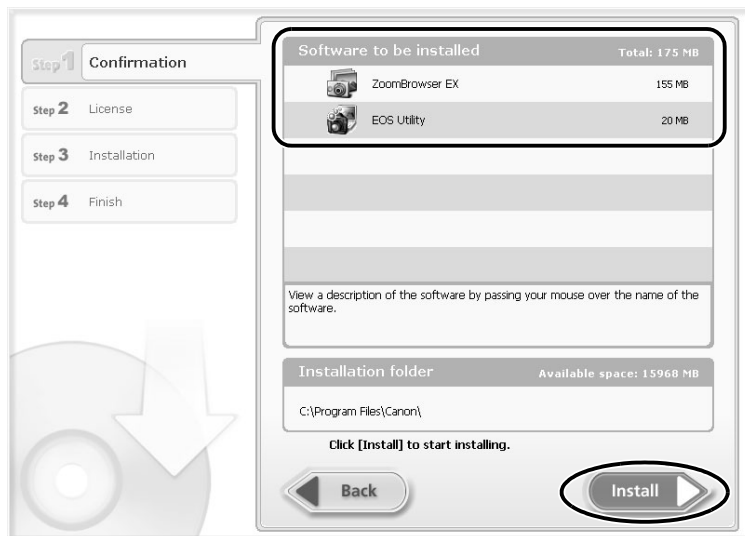 Step 1 Confirmation
Step 2 License
Step 3 Installation
Step 4 Finish
Software to be installed Total: 175 MB
ZoomBrowser EX 155 MB
EOS Utility 20 MB
View a description of the software by passing your mouse over the name of the
software.
Installation folder Available space: 15968 MB
C:\Program Files\Canon\
Click [Install] to start installing.
Back Install